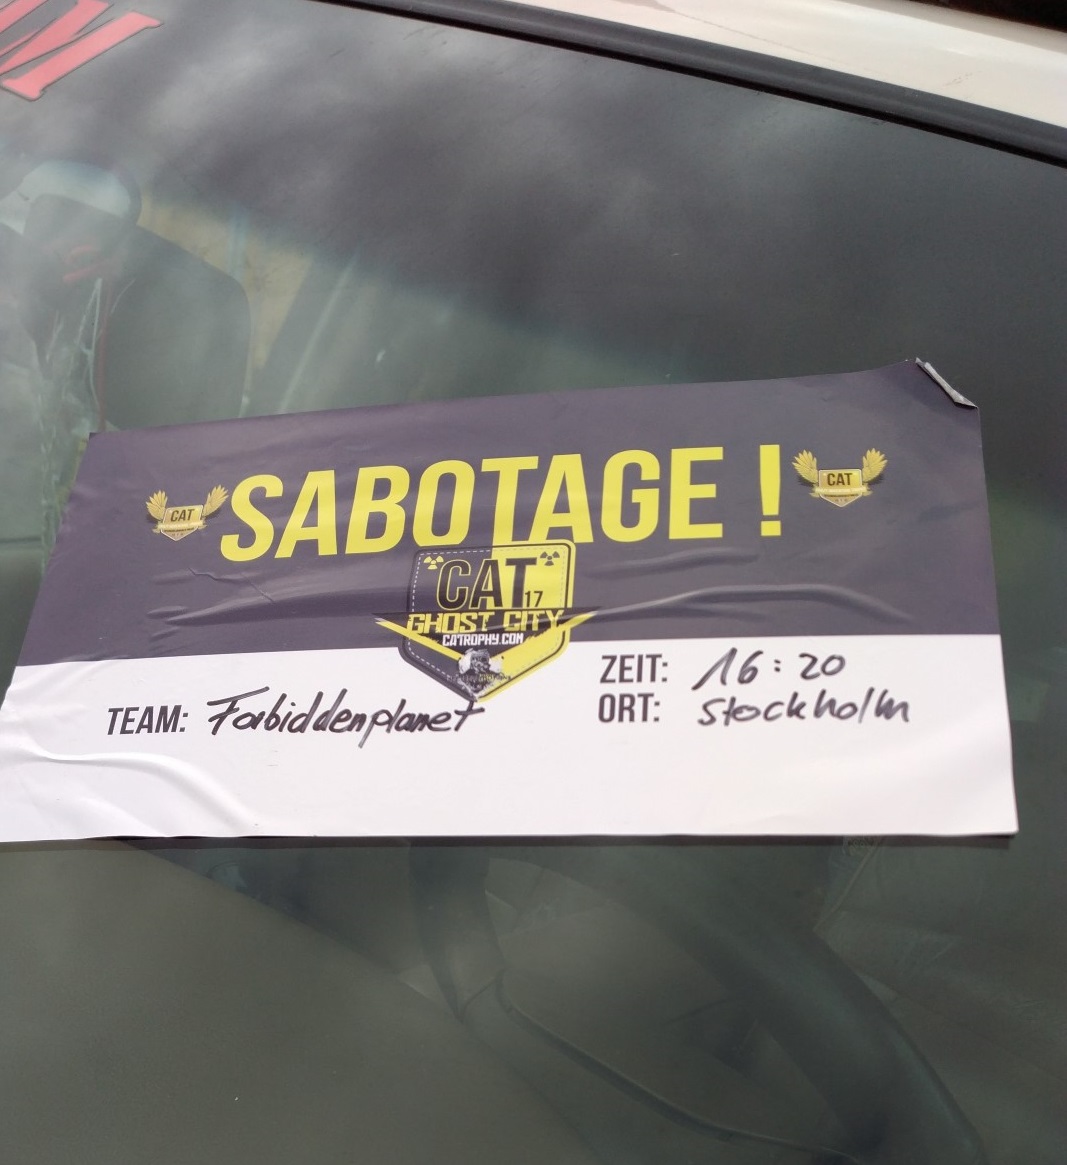 SABOTAGE !
CAT
CAT
CAT 17
GHOST CITY
CATROPHY.COM
TEAM: Forbiddenplanet
ZEIT: 16:20
ORT: Stockholm